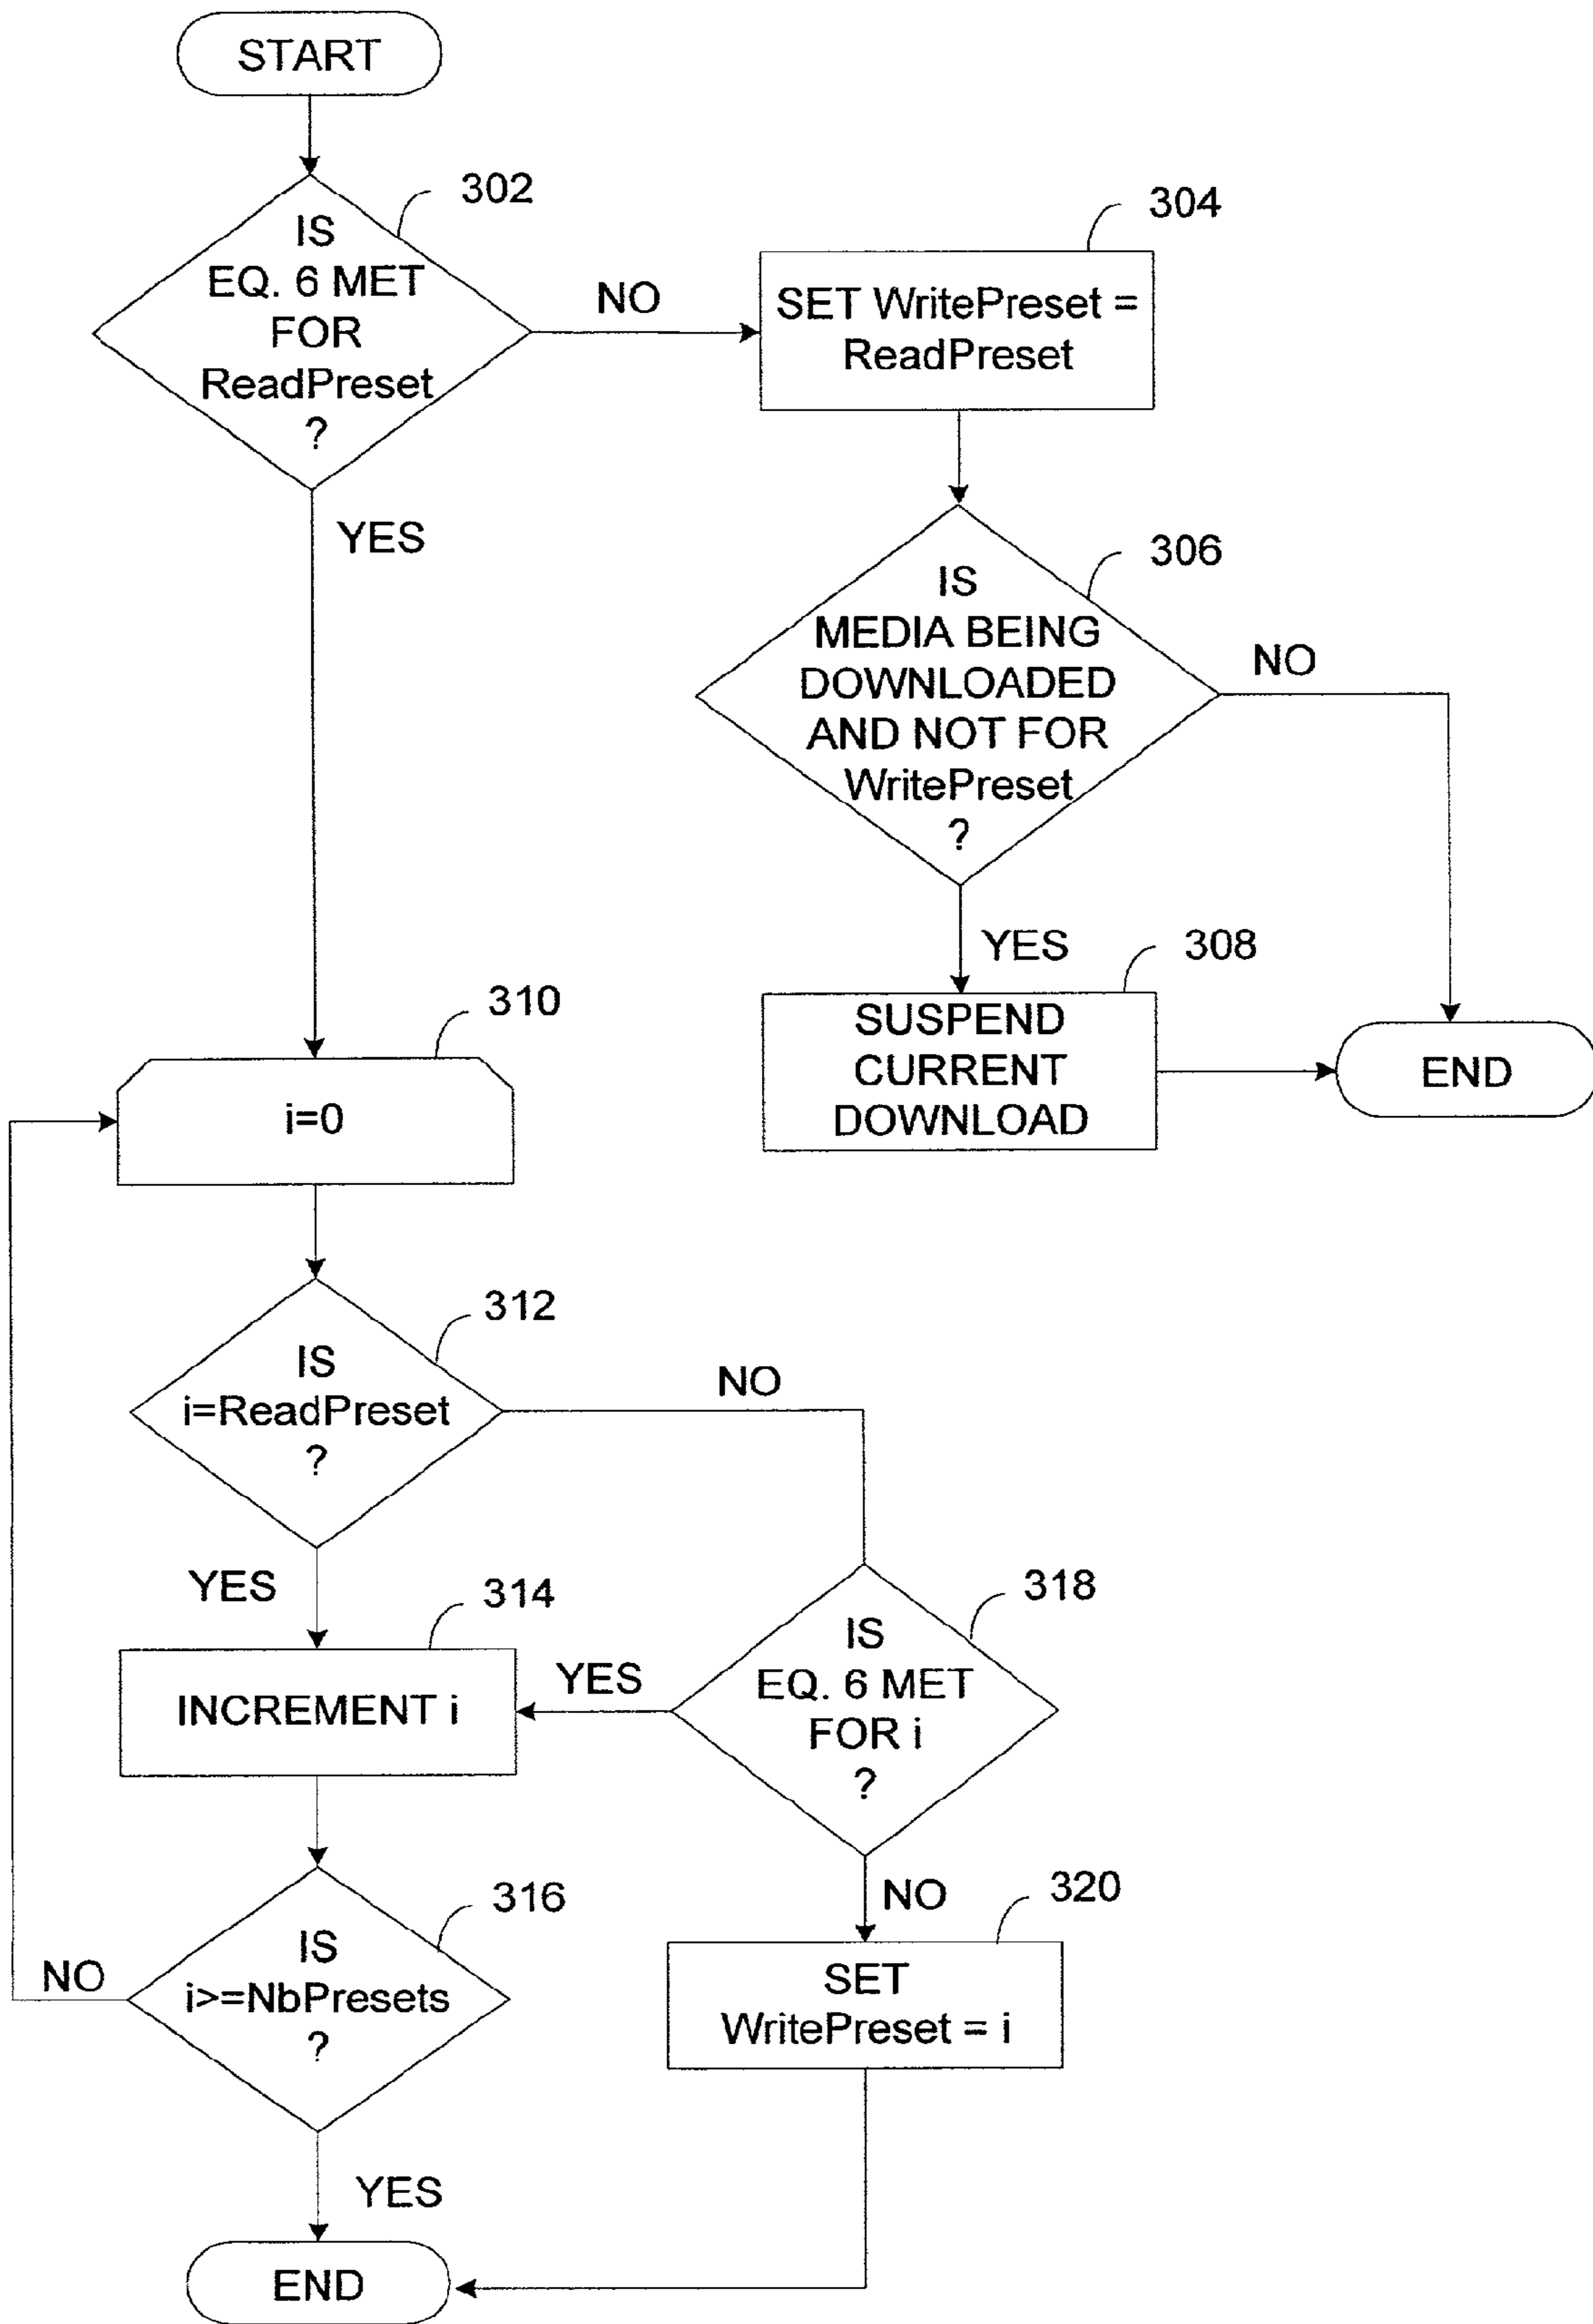 START
302
IS
EQ. 6 MET
FOR
ReadPreset
?
NO
304
SET WritePreset =
ReadPreset
YES
306
IS
MEDIA BEING
DOWNLOADED
AND NOT FOR
WritePreset
?
NO
YES
308
SUSPEND
CURRENT
DOWNLOAD
END
310
i=0
312
IS
i=ReadPreset
?
NO
YES
314
INCREMENT i
318
IS
EQ. 6 MET
FOR i
?
YES
NO
316
IS
i>=NbPresets
?
NO
320
SET
WritePreset = i
YES
END